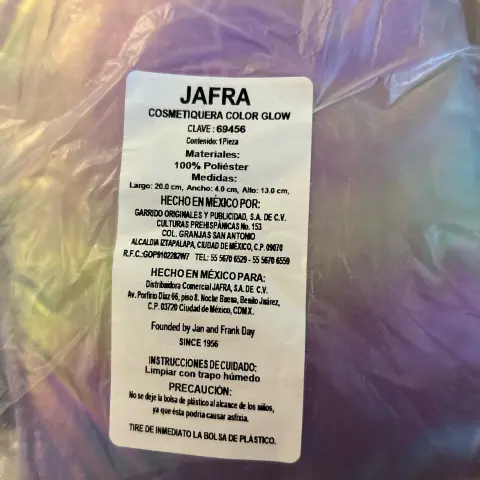 JAFRA
COSMETIQUERA COLOR GLOW
CLAVE: 69456
Contenido: 1 Pieza
Materiales:
100% Poliéster
Medidas:
Largo: 20.0 cm, Ancho: 4.0 cm, Alto: 13.0 cm,
HECHO EN MÉXICO POR:
GARRIDO ORIGINALES Y PUBLICIDAD, S.A. DE C.V.
CULTURAS PREHISPÁNICAS No. 153
COL. GRANJAS SAN ANTONIO
ALCALDIA IZTAPALAPA, CIUDAD DE MÉXICO, C.P. 09070
R.F.C.:GOP9102282W7 TEL: 55 5670 6529 - 55 5670 6559
HECHO EN MÉXICO PARA:
Distribuidora Comercial JAFRA, S.A. DE C.V.
Av. Porfirio Díaz 66, piso 8. Noche Buena, Benito Juárez,
C.P. 03720 Ciudad de México, CDMX.
Founded by Jan and Frank Day
SINCE 1956
INSTRUCCIONES DE CUIDADO:
Limpiar con trapo húmedo
PRECAUCIÓN:
No se deje la bolsa de plástico al alcance de los niños,
ya que ésta podría causar asfixia.
TIRE DE INMEDIATO LA BOLSA DE PLÁSTICO.